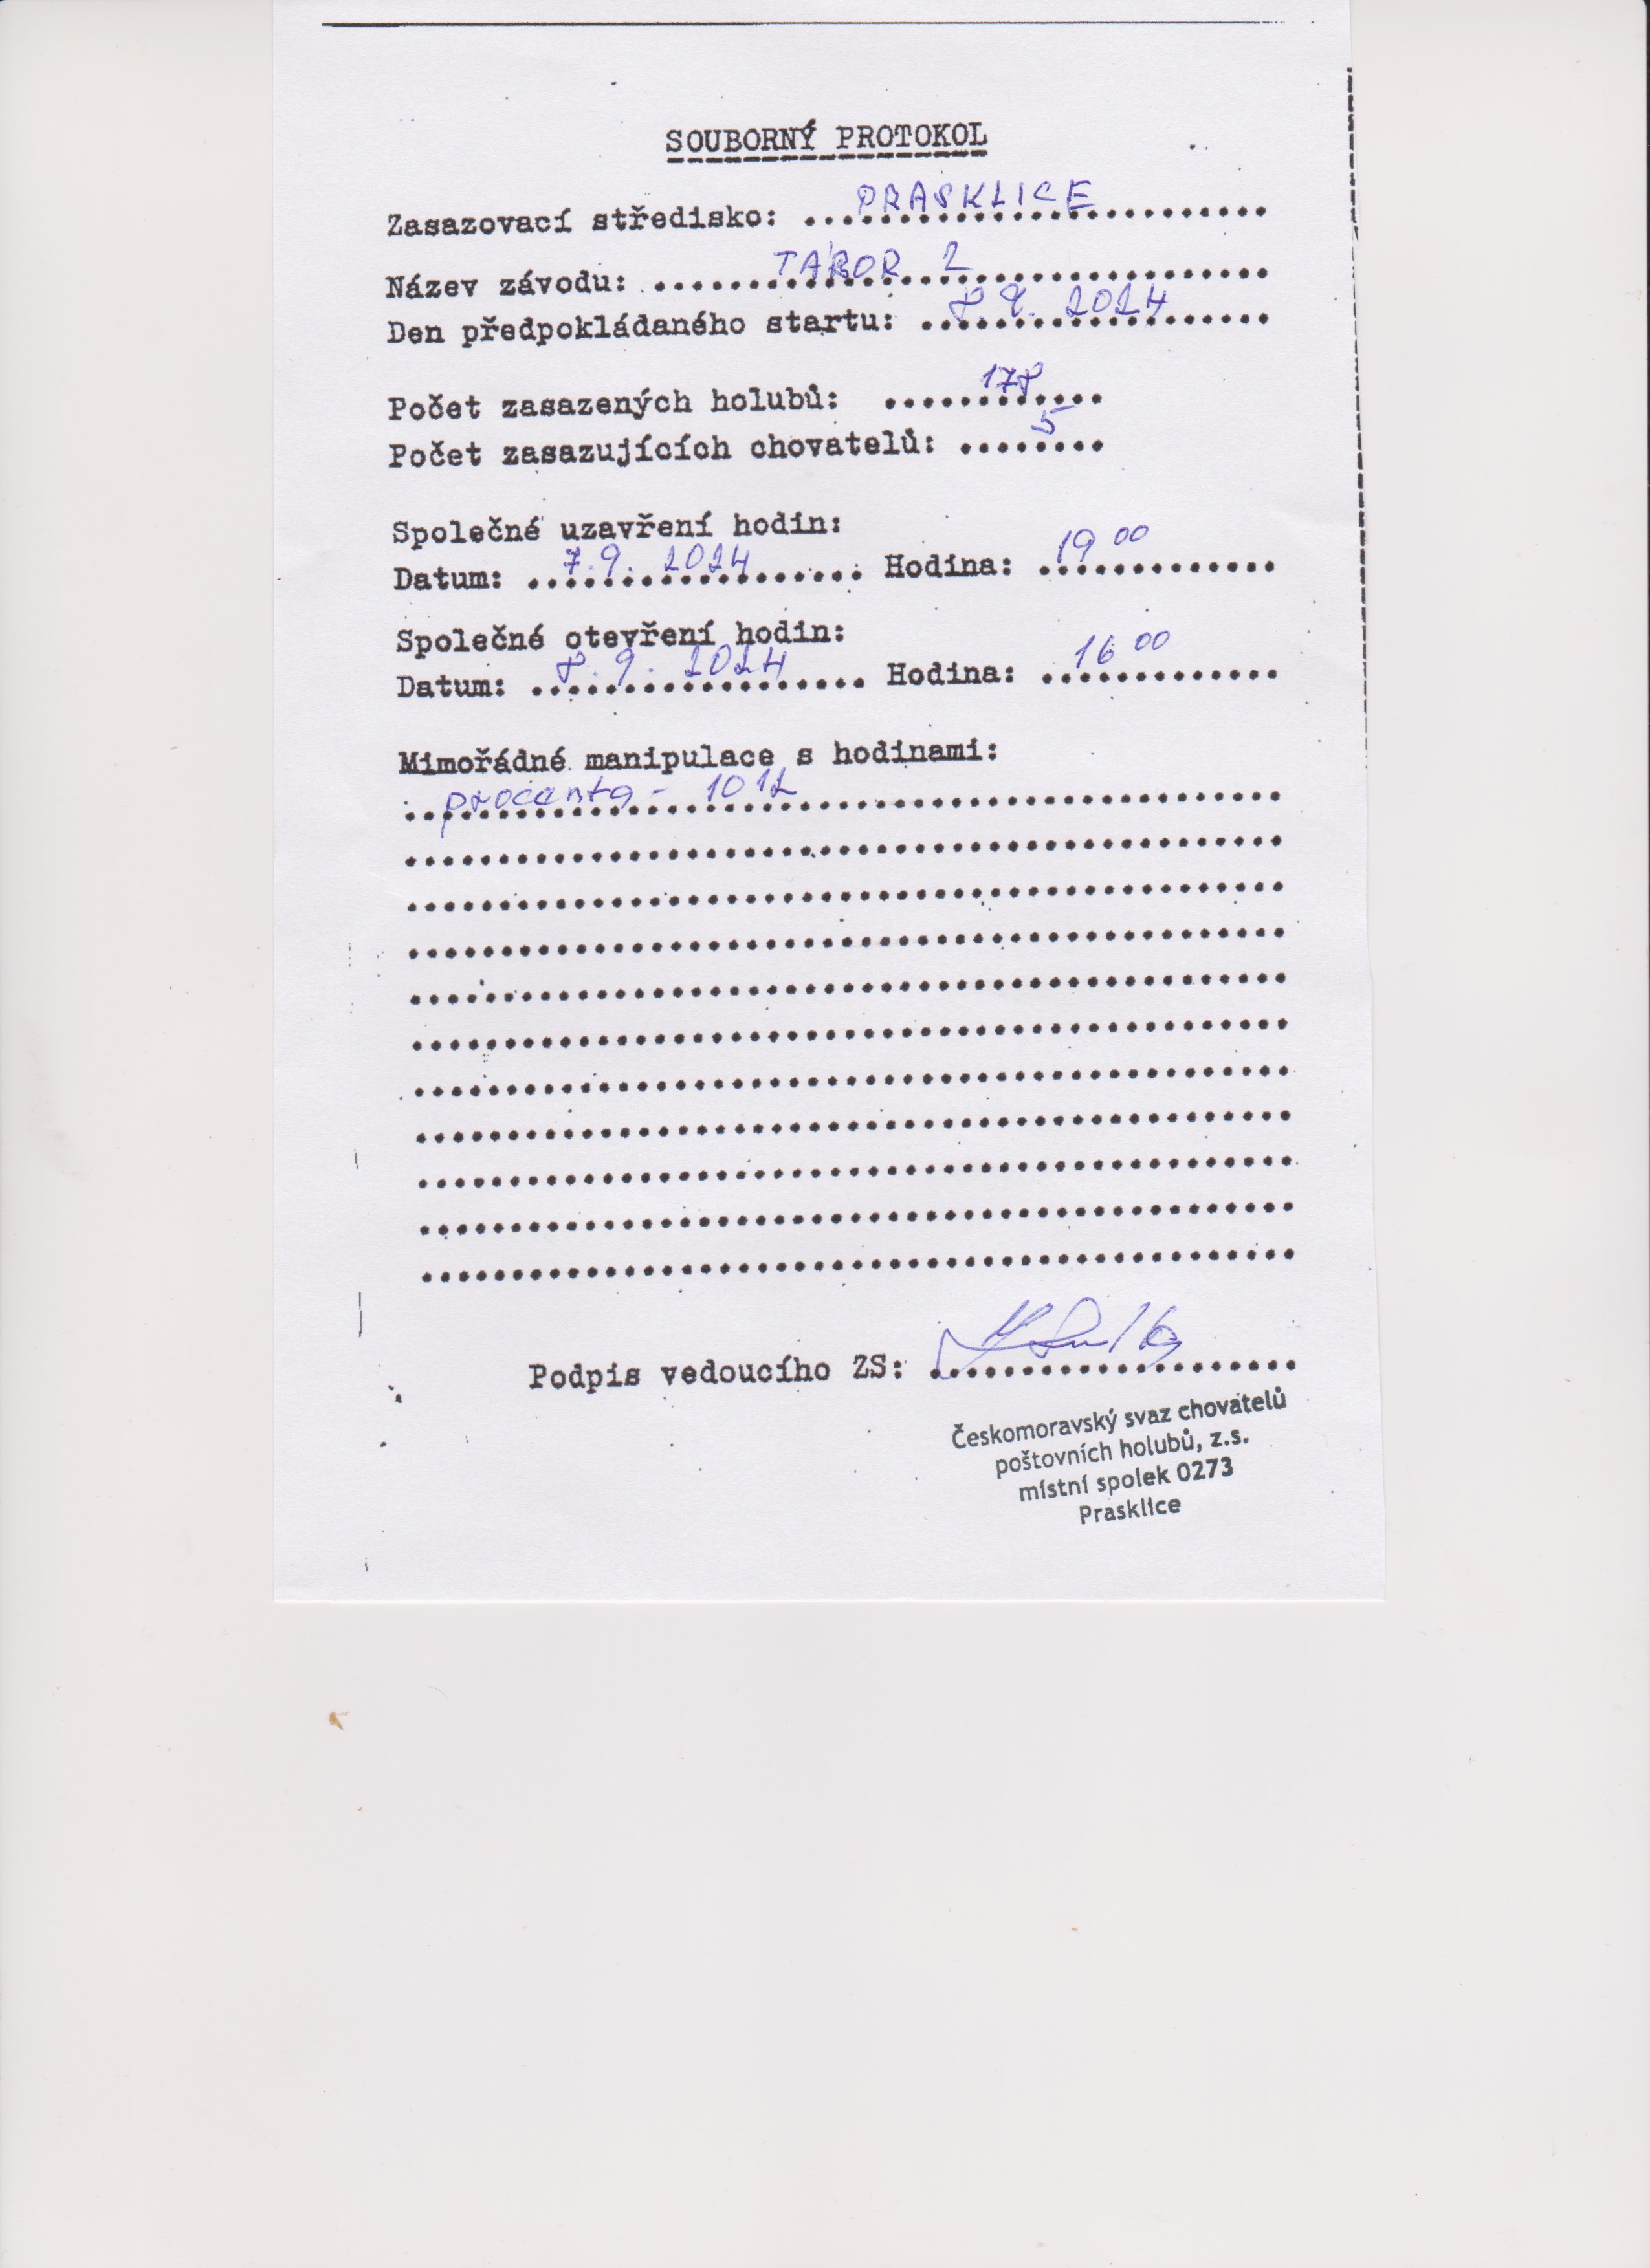 SOUBORNÝ PROTOKOL
Zasazovací středisko: PRASKLICE
Název závodu: TÁBOR 2
Den předpokládaného startu: 8. 9. 2024
Počet zasazených holubů: 178
Počet zasazujících chovatelů: 5
Společné uzavření hodin:
Datum: 7. 9. 2024 Hodina: 19 00
Společné otevření hodin:
Datum: 8. 9. 2024 Hodina: 16 00
Mimořádné manipulace s hodinami:
procenta - 10 12
Podpis vedoucího ZS:
Českomoravský svaz chovatelů
poštovních holubů, z.s.
místní spolek 0273
Prasklice